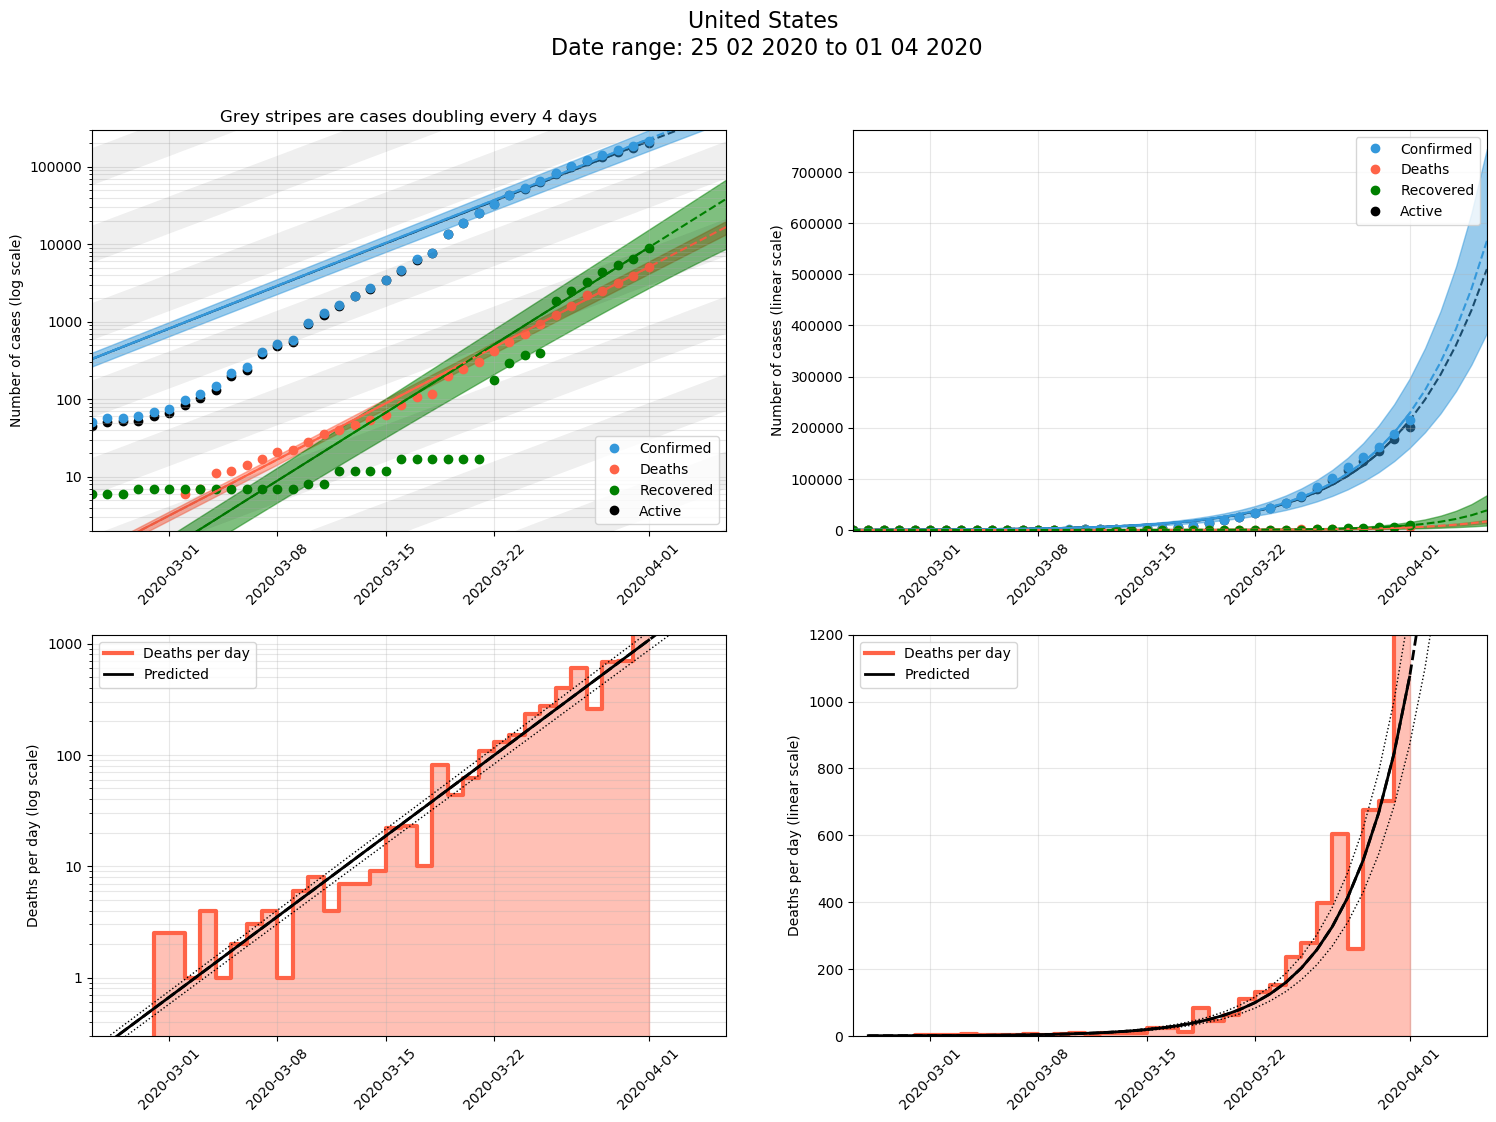 United States
Date range: 25 02 2020 to 01 04 2020
Grey stripes are cases doubling every 4 days
Number of cases (log scale)
100000
10000
1000
100
10
Confirmed
Deaths
Recovered
Active
2020-03-01
2020-03-08
2020-03-15
2020-03-22
2020-04-01
Number of cases (linear scale)
700000
600000
500000
400000
300000
200000
100000
0
Confirmed
Deaths
Recovered
Active
2020-03-01
2020-03-08
2020-03-15
2020-03-22
2020-04-01
Deaths per day (log scale)
1000
100
10
1
Deaths per day
Predicted
2020-03-01
2020-03-08
2020-03-15
2020-03-22
2020-04-01
Deaths per day (linear scale)
1200
1000
800
600
400
200
0
Deaths per day
Predicted
2020-03-01
2020-03-08
2020-03-15
2020-03-22
2020-04-01